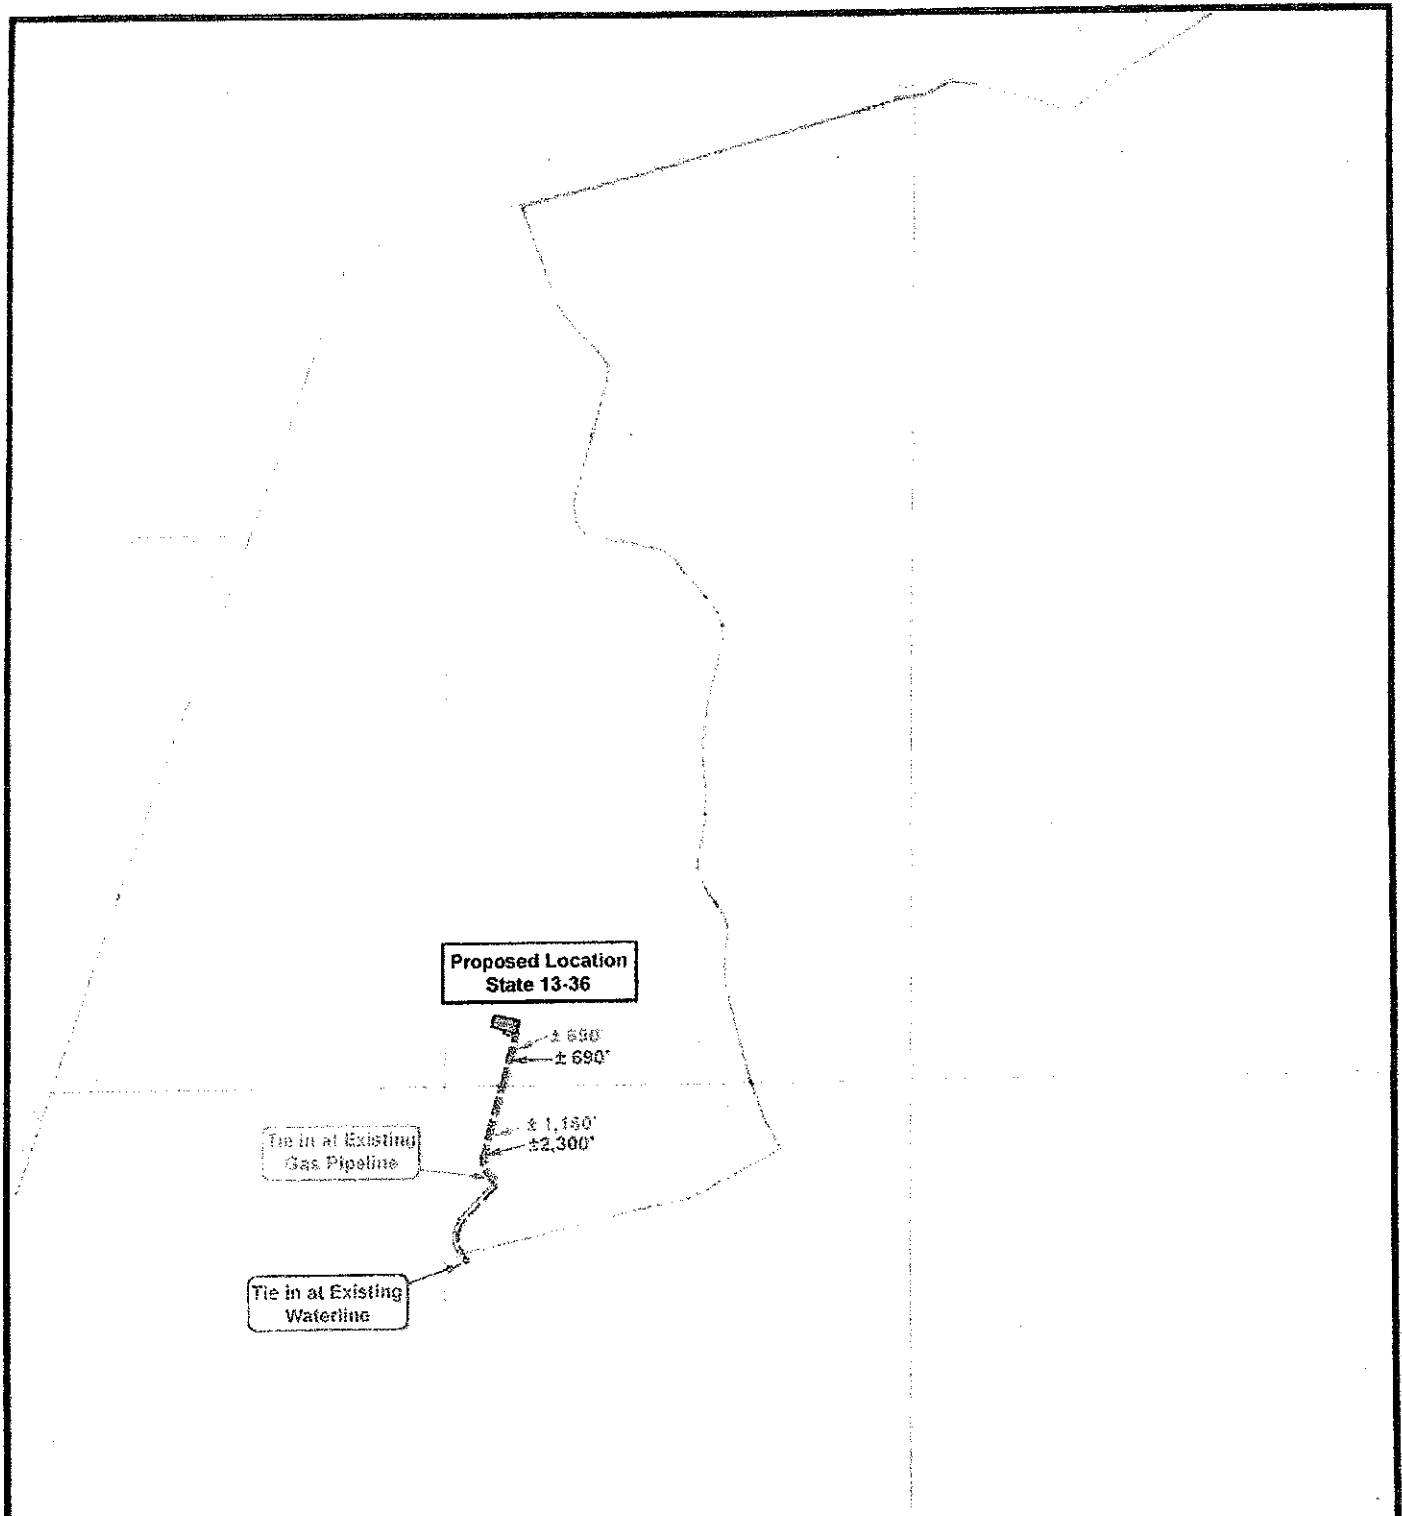 Proposed Location
State 13-36
± 690'
± 690'
± 1,160'
±2,300'
Tie in at Existing
Gas Pipeline
Tie in at Existing
Waterline